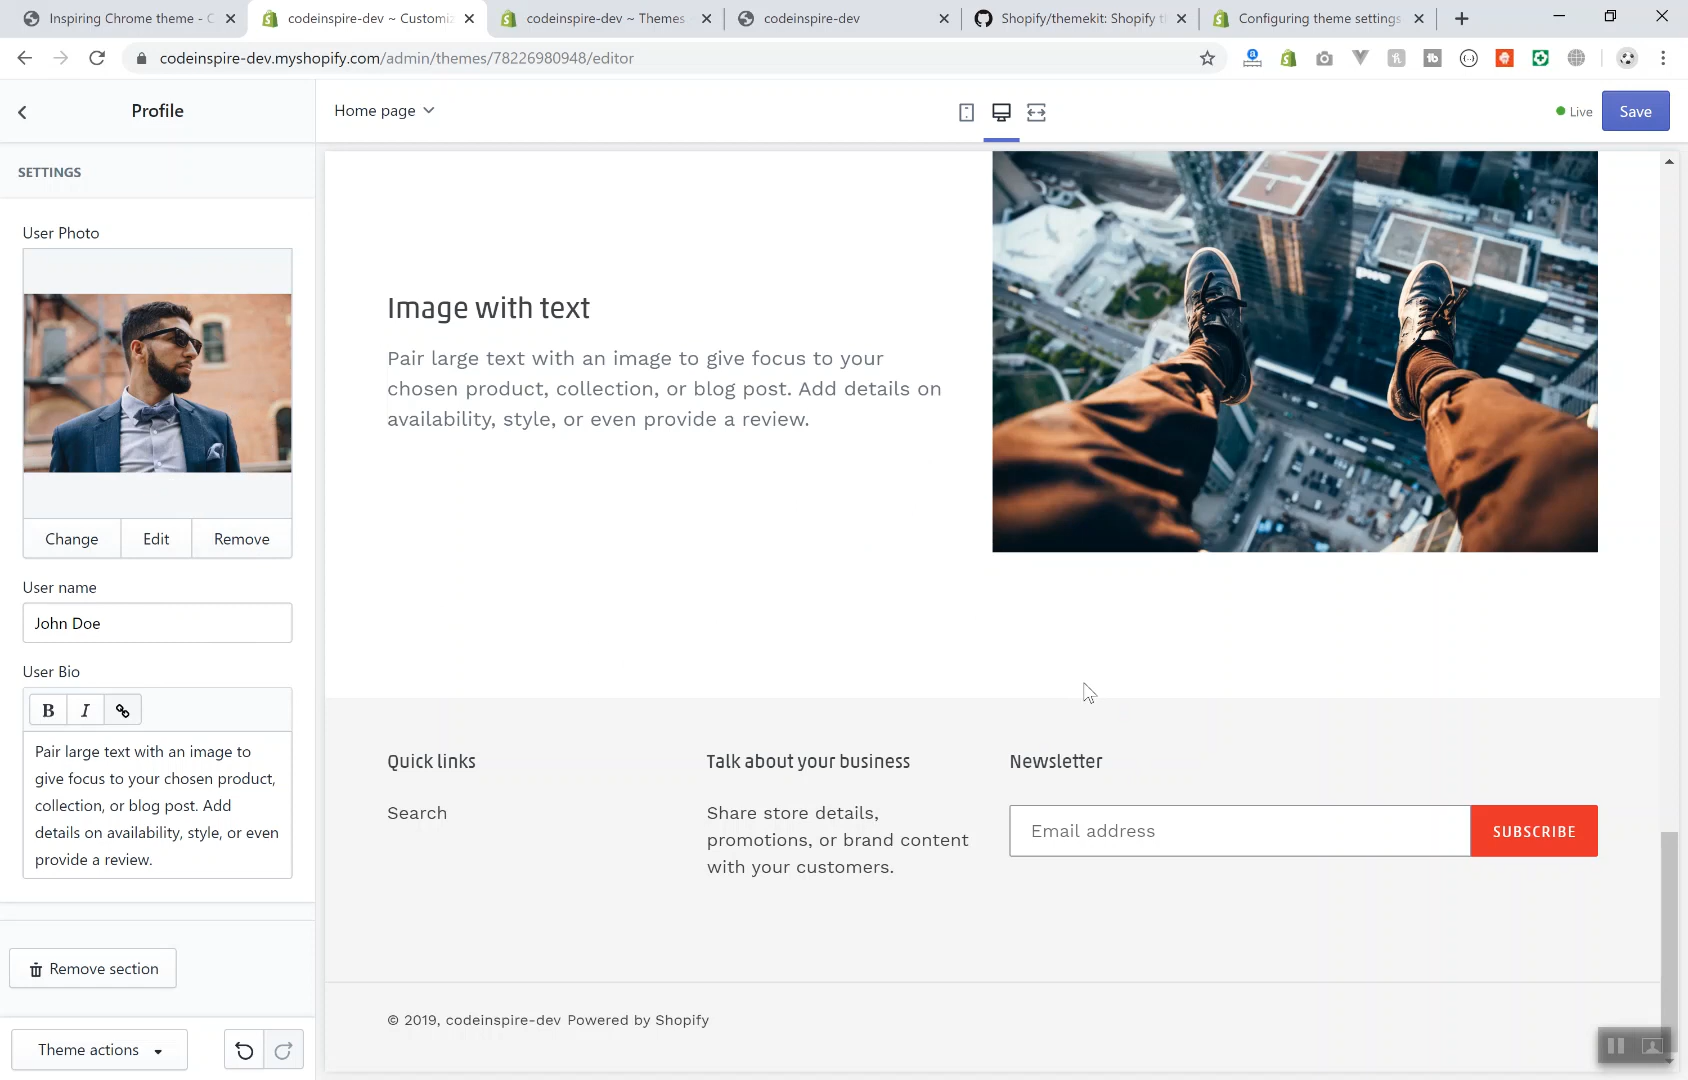 Inspiring Chrome theme - C
codeinspire-dev ~ Customiz
codeinspire-dev ~ Themes
codeinspire-dev
Shopify/themekit: Shopify t
Configuring theme settings
codeinspire-dev.myshopify.com/admin/themes/78226980948/editor
Profile
Home page
Live
Save
SETTINGS
User Photo
Change
Edit
Remove
User name
John Doe
User Bio
B I
Pair large text with an image to
give focus to your chosen product,
collection, or blog post. Add
details on availability, style, or even
provide a review.
Remove section
Theme actions
Image with text
Pair large text with an image to give focus to your
chosen product, collection, or blog post. Add details on
availability, style, or even provide a review.
Quick links
Search
Talk about your business
Share store details,
promotions, or brand content
with your customers.
Newsletter
Email address
SUBSCRIBE
© 2019, codeinspire-dev Powered by Shopify